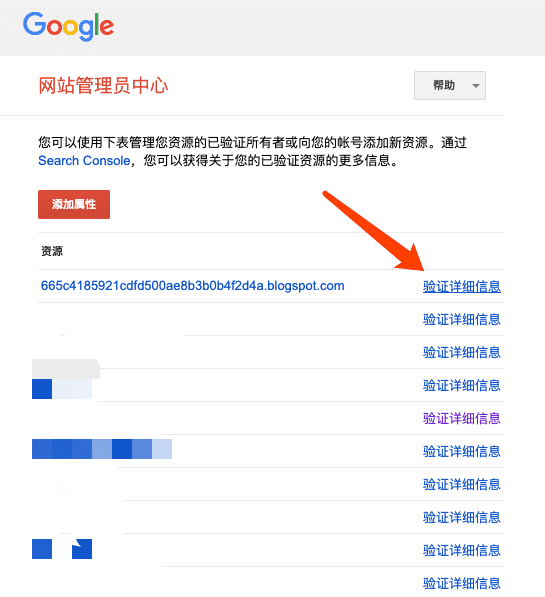 Google
网站管理员中心
帮助
您可以使用下表管理您资源的已验证所有者或向您的帐号添加新资源。通过
Search Console，您可以获得关于您的已验证资源的更多信息。
添加属性
资源
665c4185921cdfd500ae8b3b0b4f2d4a.blogspot.com 验证详细信息
验证详细信息
验证详细信息
验证详细信息
验证详细信息
验证详细信息
验证详细信息
验证详细信息
验证详细信息
验证详细信息